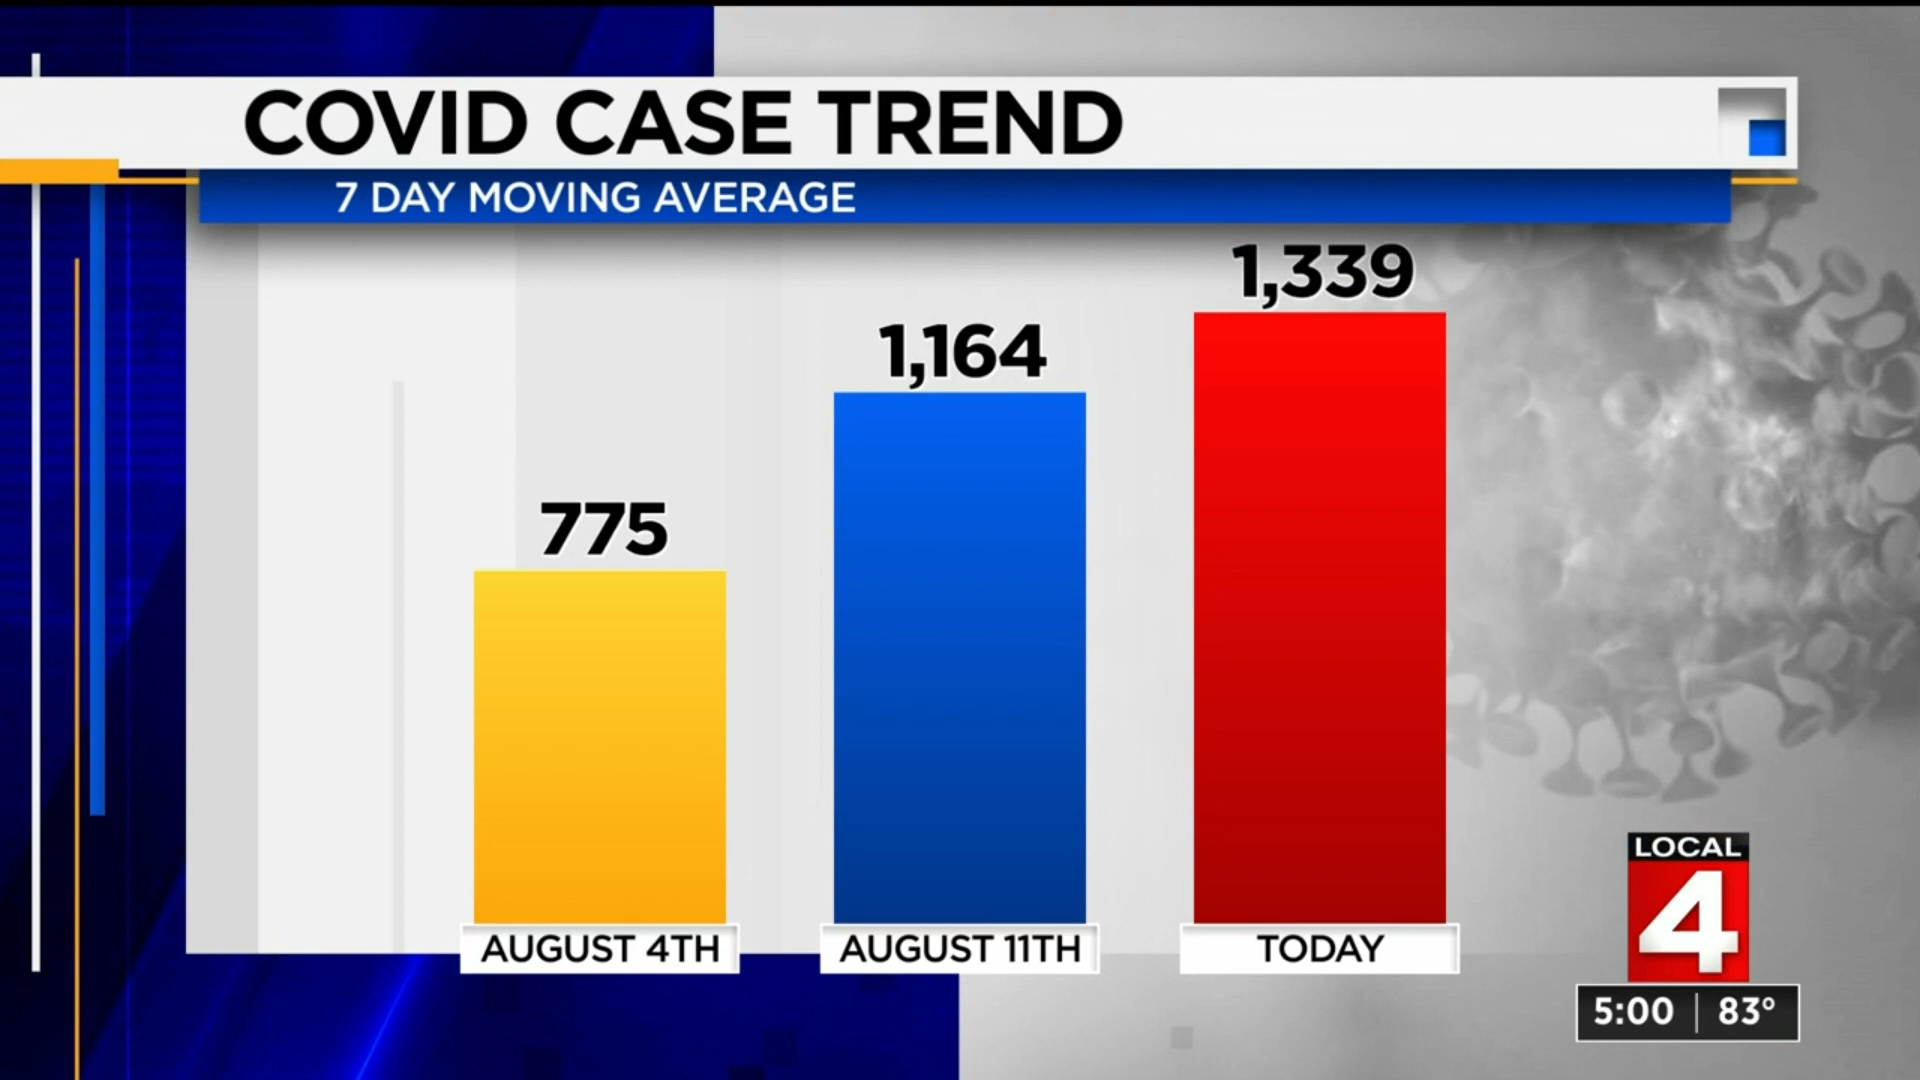 COVID CASE TREND
7 DAY MOVING AVERAGE
775
1,164
1,339
AUGUST 4TH
AUGUST 11TH
TODAY
LOCAL
4
5:00 83°